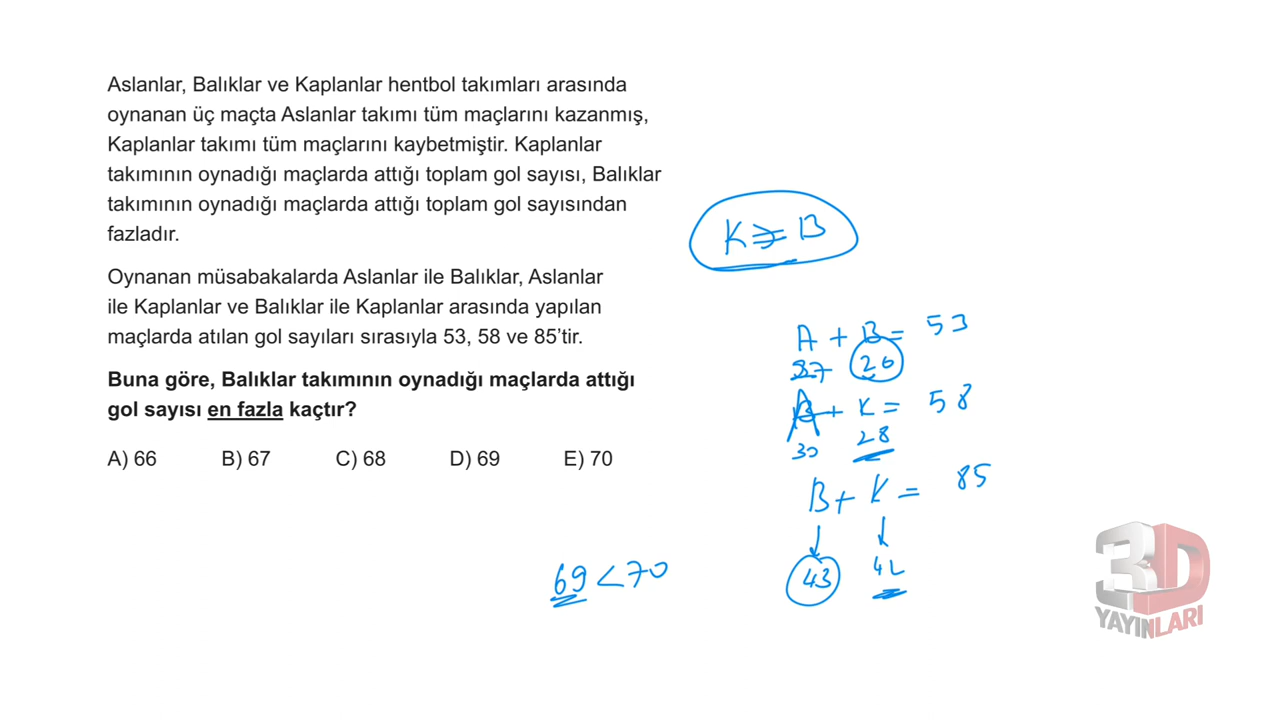 Aslanlar, Balıklar ve Kaplanlar hentbol takımları arasında
oynanan üç maçta Aslanlar takımı tüm maçlarını kazanmış,
Kaplanlar takımı tüm maçlarını kaybetmiştir. Kaplanlar
takımının oynadığı maçlarda attığı toplam gol sayısı, Balıklar
takımının oynadığı maçlarda attığı toplam gol sayısından
fazladır.
Oynanan müsabakalarda Aslanlar ile Balıklar, Aslanlar
ile Kaplanlar ve Balıklar ile Kaplanlar arasında yapılan
maçlarda atılan gol sayıları sırasıyla 53, 58 ve 85'tir.
Buna göre, Balıklar takımının oynadığı maçlarda attığı
gol sayısı en fazla kaçtır?
A) 66 B) 67 C) 68 D) 69 E) 70
K > B
A + B = 53
27 26
A + K = 58
30 28
B + K = 85
43 42
69 < 70
3D
YAYINLARI